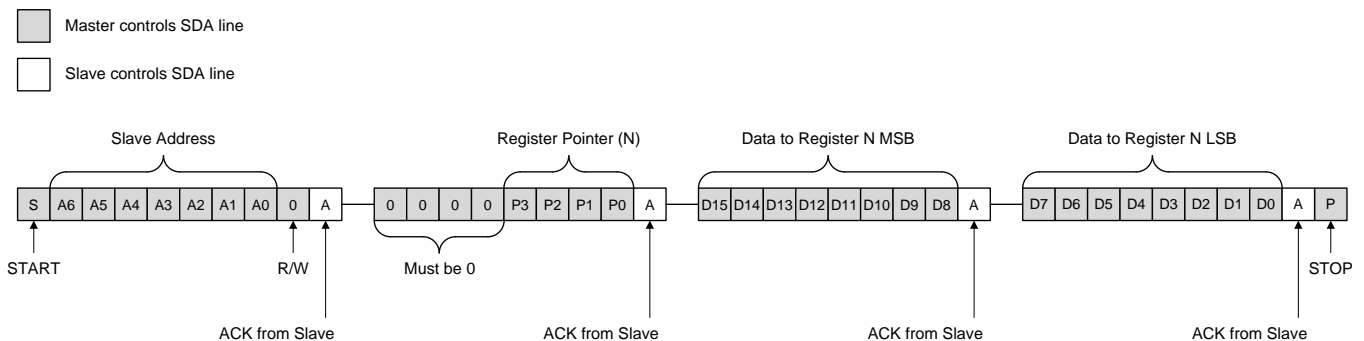 Master controls SDA line
Slave controls SDA line
Slave Address
Register Pointer (N)
Data to Register N MSB
Data to Register N LSB
S A6 A5 A4 A3 A2 A1 A0 0 A 0 0 0 0 P3 P2 P1 P0 A D15 D14 D13 D12 D11 D10 D9 D8 A D7 D6 D5 D4 D3 D2 D1 D0 A P
START
R/W
Must be 0
STOP
ACK from Slave
ACK from Slave
ACK from Slave
ACK from Slave